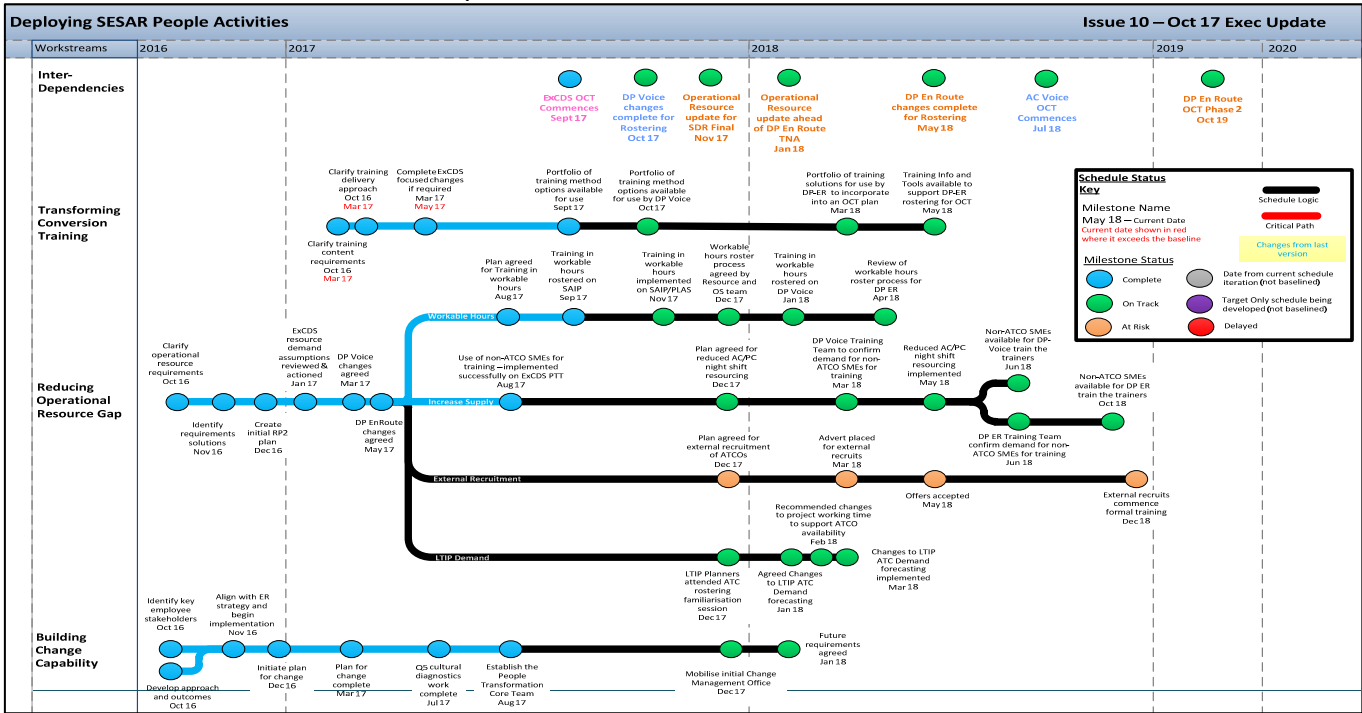 Deploying SESAR People Activities
Issue 10 – Oct 17 Exec Update
Workstreams
2016
2017
2018
2019
2020
Inter-
Dependencies
ExCDS OCT
Commences
Sept 17
DP Voice
changes
complete for
Rostering
Oct 17
Operational
Resource
update for
SDR Final
Nov 17
Operational
Resource
update ahead
of DP En Route
TNA
Jan 18
DP En Route
changes complete
for Rostering
May 18
AC Voice
OCT
Commences
Jul 18
DP En Route
OCT Phase 2
Oct 19
Transforming
Conversion
Training
Clarify training
delivery
approach
Oct 16
Mar 17
Complete ExCDS
focused changes
if required
Mar 17
May 17
Portfolio of
training method
options available
for use
Sept 17
Portfolio of
training method
options available
for use by DP Voice
Oct 17
Portfolio of training
solutions for use by
DP-ER to incorporate
into an OCT plan
Mar 18
Training Info and
Tools available to
support DP-ER
rostering for OCT
May 18
Clarify training
content
requirements
Oct 16
Mar 17
Schedule Status
Key
Milestone Name
May 18 – Current Date
Current date shown in red
where it exceeds the baseline
Schedule Logic
Critical Path
Changes from last
version
Milestone Status
Complete
On Track
At Risk
Date from current schedule
iteration (not baselined)
Target Only schedule being
developed (not baselined)
Delayed
Plan agreed
for Training in
workable
hours
Aug 17
Training in
workable
hours
rostered on
SAIP
Sep 17
Training in
workable
hours
implemented
on SAIP/PLAS
Nov 17
Workable
hours roster
process
agreed by
Resource and
OS team
Dec 17
Training in
workable
hours
rostered on
DP Voice
Jan 18
Review of
workable hours
roster process for
DP ER
Apr 18
Workable Hours
Reducing
Operational
Resource Gap
Clarify
operational
resource
requirements
Oct 16
ExCDS
resource
demand
assumptions
reviewed &
actioned
Jan 17
DP Voice
changes
agreed
Mar 17
Use of non-ATCO SMEs for
training – implemented
successfully on ExCDS PTT
Aug 17
Plan agreed for
reduced AC/PC
night shift
resourcing
Dec 17
DP Voice Training
Team to confirm
demand for non-
ATCO SMEs for
training
Mar 18
Reduced AC/PC
night shift
resourcing
implemented
May 18
Non-ATCO SMEs
available for DP-
Voice train the
trainers
Jun 18
Non-ATCO SMEs
available for DP ER
train the trainers
Oct 18
Increase Supply
Identify
requirements
solutions
Nov 16
Create
initial RP2
plan
Dec 16
DP EnRoute
changes
agreed
May 17
DP ER Training Team
confirm demand for non-
ATCO SMEs for training
Jun 18
Plan agreed for
external recruitment
of ATCOs
Dec 17
Advert placed
for external
recruits
Mar 18
External Recruitment
Offers accepted
May 18
External recruits
commence
formal training
Dec 18
Recommended changes
to project working time
to support ATCO
availability
Feb 18
LTIP Demand
LTIP Planners
attended ATC
rostering
familiarisation
session
Dec 17
Agreed Changes
to LTIP ATC
Demand
forecasting
Jan 18
Changes to LTIP
ATC Demand
forecasting
implemented
Mar 18
Building
Change
Capability
Identify key
employee
stakeholders
Oct 16
Align with ER
strategy and
begin
implementation
Nov 16
Develop approach
and outcomes
Oct 16
Initiate plan
for change
Dec 16
Plan for
change
complete
Mar 17
Q5 cultural
diagnostics
work
complete
Jul 17
Establish the
People
Transformation
Core Team
Aug 17
Mobilise initial Change
Management Office
Dec 17
Future
requirements
agreed
Jan 18